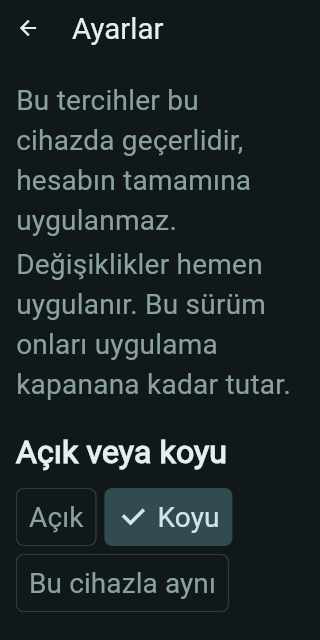 Ayarlar
Bu tercihler bu
cihazda geçerlidir,
hesabın tamamına
uygulanmaz.
Değişiklikler hemen
uygulanır. Bu sürüm
onları uygulama
kapanana kadar tutar.
Açık veya koyu
Açık
Koyu
Bu cihazla aynı